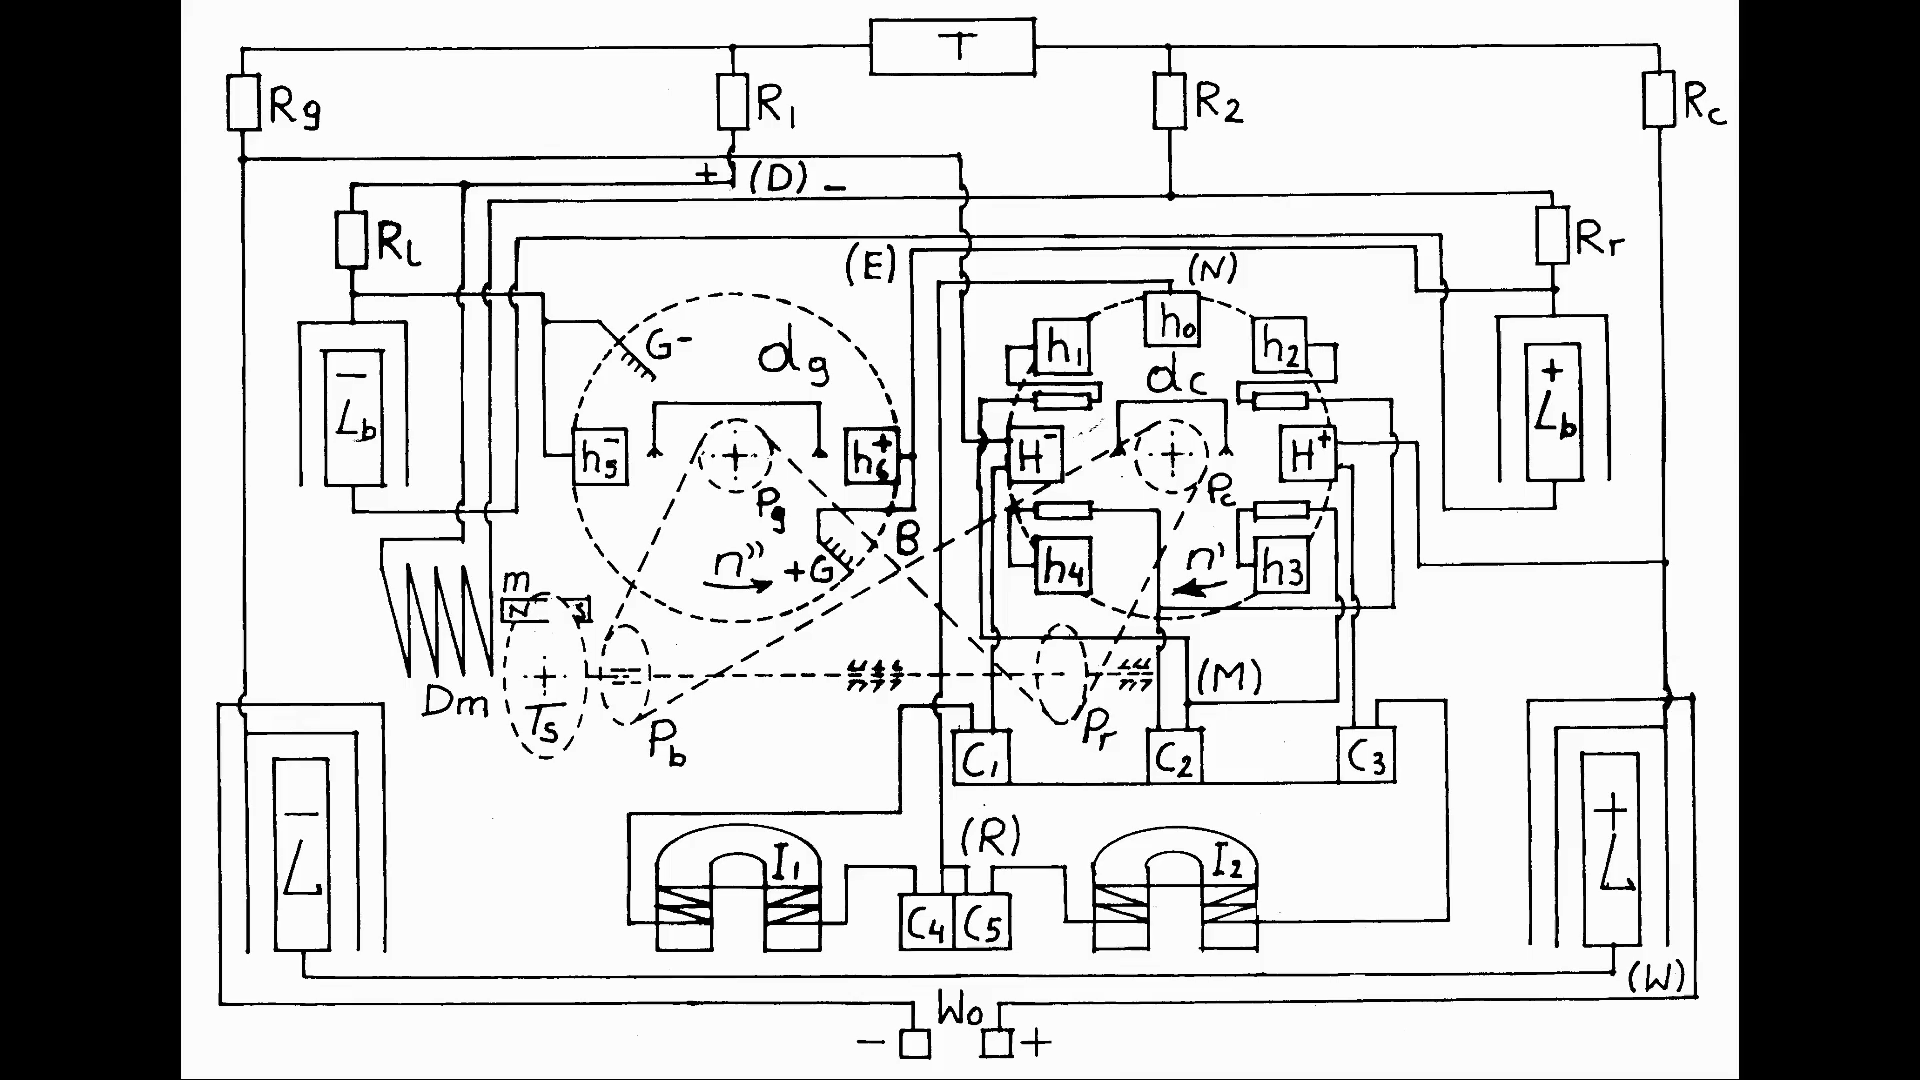 T
Rg
R1
R2
Rc
+ (D) -
RL
Rr
(E)
(N)
G-
dg
h1
h0
h2
dc
- Lb
+ Lb
h5-
h6+
H-
H+
Pg
Pc
B
n''
+G
h4
n'
h3
m
N S
Dm
Ts
Pb
Pr
(M)
C1
C2
C3
I1
(R)
I2
- L
C4
C5
+ L
(W)
Wo
- +